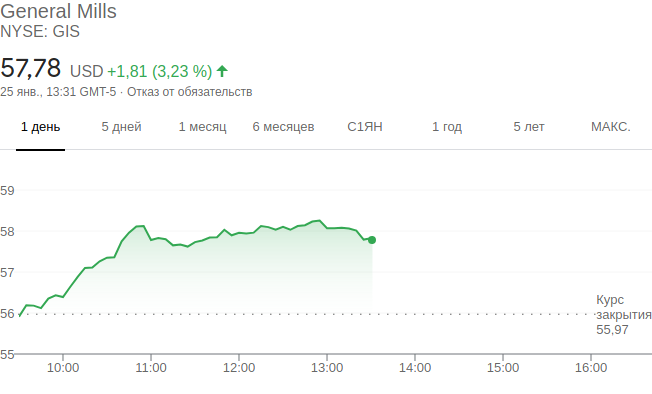 General Mills
NYSE: GIS
57,78 USD +1,81 (3,23 %)
25 янв., 13:31 GMT-5 · Отказ от обязательств
1 день 5 дней 1 месяц 6 месяцев С1ЯН 1 год 5 лет МАКС.
59
58
57
Курс
56 закрытия
55,97
55
10:00 11:00 12:00 13:00 14:00 15:00 16:00